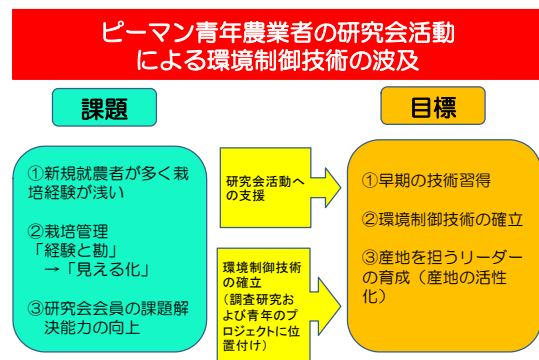 ピーマン青年農業者の研究会活動
による環境制御技術の波及
課題
目標
①新規就農者が多く栽
培経験が浅い
②栽培管理
「経験と勘」
→「見える化」
③研究会会員の課題解
決能力の向上
研究会活動へ
の支援
環境制御技術
の確立
（調査研究お
よび青年のプ
ロジェクトに位
置付け）
①早期の技術習得
②環境制御技術の確立
③産地を担うリーダー
の育成（産地の活性
化）